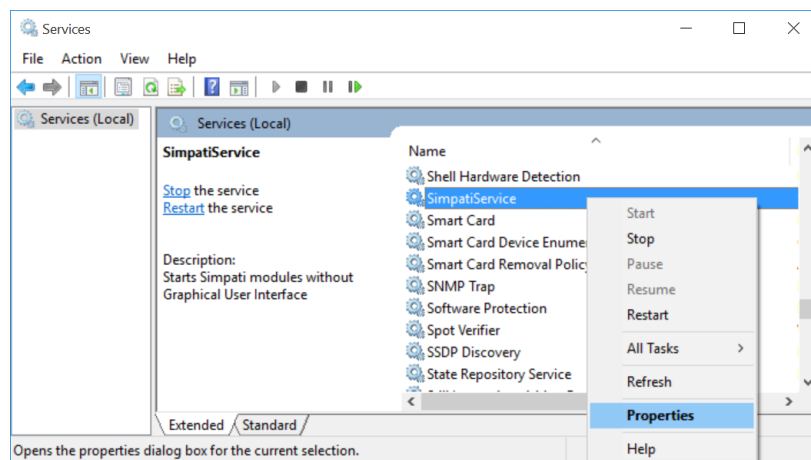 Services
File Action View Help
Services (Local)
Services (Local)
SimpatiService
Stop the service
Restart the service
Description:
Starts Simpati modules without
Graphical User Interface
Name
Shell Hardware Detection
SimpatiService
Smart Card
Smart Card Device Enume
Smart Card Removal Polic
SNMP Trap
Software Protection
Spot Verifier
SSDP Discovery
State Repository Service
Start
Stop
Pause
Resume
Restart
All Tasks
Refresh
Properties
Help
Extended Standard
Opens the properties dialog box for the current selection.